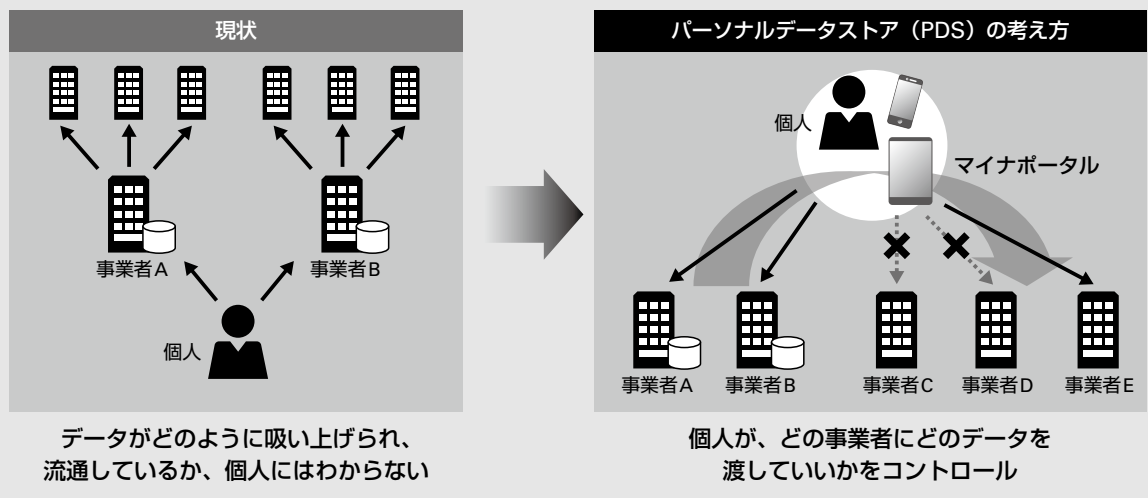 現状
事業者A
事業者B
個人
データがどのように吸い上げられ、
流通しているか、個人にはわからない
パーソナルデータストア（PDS）の考え方
個人
マイナポータル
事業者A
事業者B
事業者C
事業者D
事業者E
個人が、どの事業者にどのデータを
渡していいかをコントロール